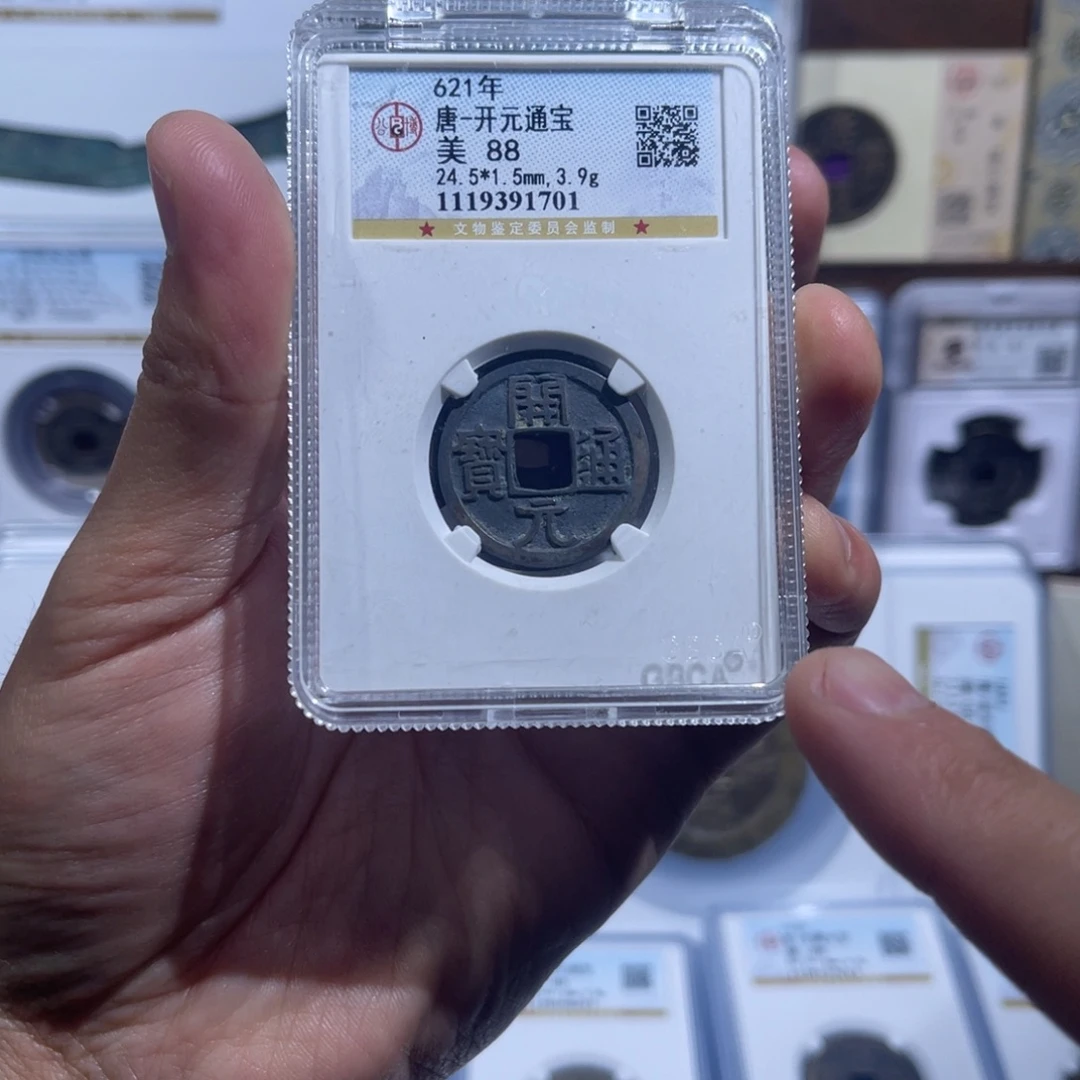 621年
唐-开元通宝
美 88
24.5*1.5mm,3.9g
1119391701
★ 文物鉴定委员会监制 ★
開
寶 通
元
GBCA